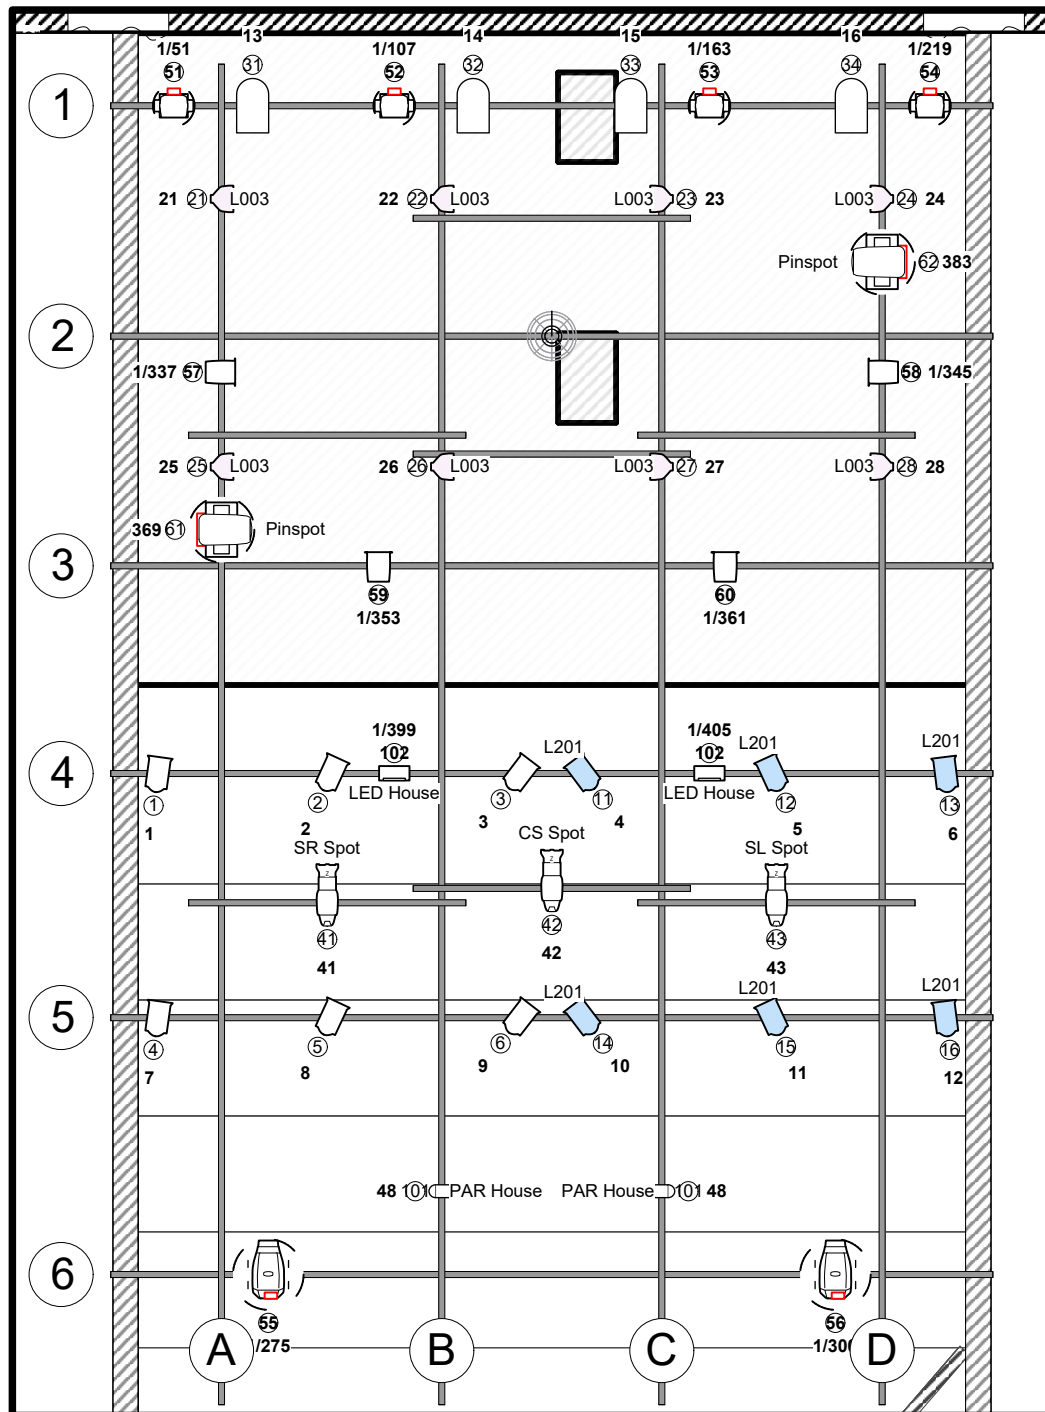 13 14 15 16
1/51 1/107 1/163 1/219
51 31 52 32 33 53 34 54
1
21 21 L003 22 22 L003 L003 23 23 L003 24 24
Pinspot 62 383
2
1/337 57 58 1/345
25 25 L003 26 26 L003 L003 27 27 L003 28 28
369 61 Pinspot
3
59 60
1/353 1/361
1/399 1/405
102 L201 102 L201 L201
4
LED House LED House
1 2 3 11 12 13
1 2 3 4 5 6
SR Spot CS Spot SL Spot
z z z
41 42 43
41 42 43
L201 L201 L201
5
4 5 6 14 15 16
7 8 9 10 11 12
48 101 PAR House PAR House 101 48
6
55 56
/275 1/30
A B C D